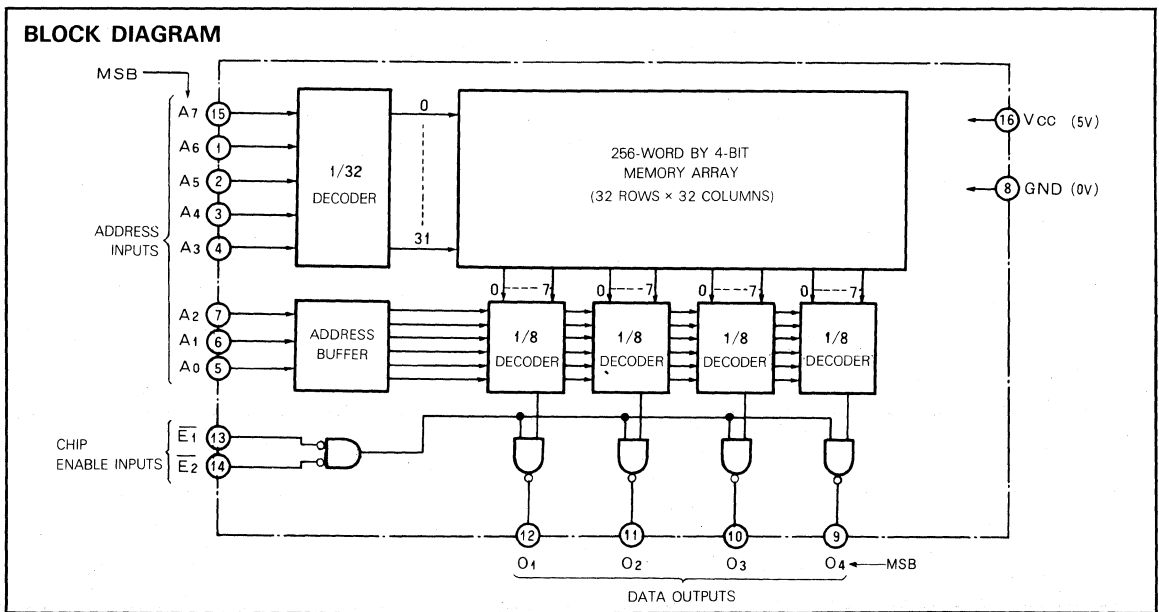 BLOCK DIAGRAM
MSB
A7 15
A6 1
A5 2
A4 3
A3 4
ADDRESS
INPUTS
A2 7
A1 6
A0 5
CHIP
ENABLE INPUTS
E̅1̅ 13
E̅2̅ 14
1/32
DECODER
0
31
256-WORD BY 4-BIT
MEMORY ARRAY
(32 ROWS × 32 COLUMNS)
16 VCC (5V)
8 GND (0V)
ADDRESS
BUFFER
0 7 0 7 0 7 0 7
1/8 1/8 1/8 1/8
DECODER DECODER DECODER DECODER
12 11 10 9
O1 O2 O3 O4 MSB
DATA OUTPUTS